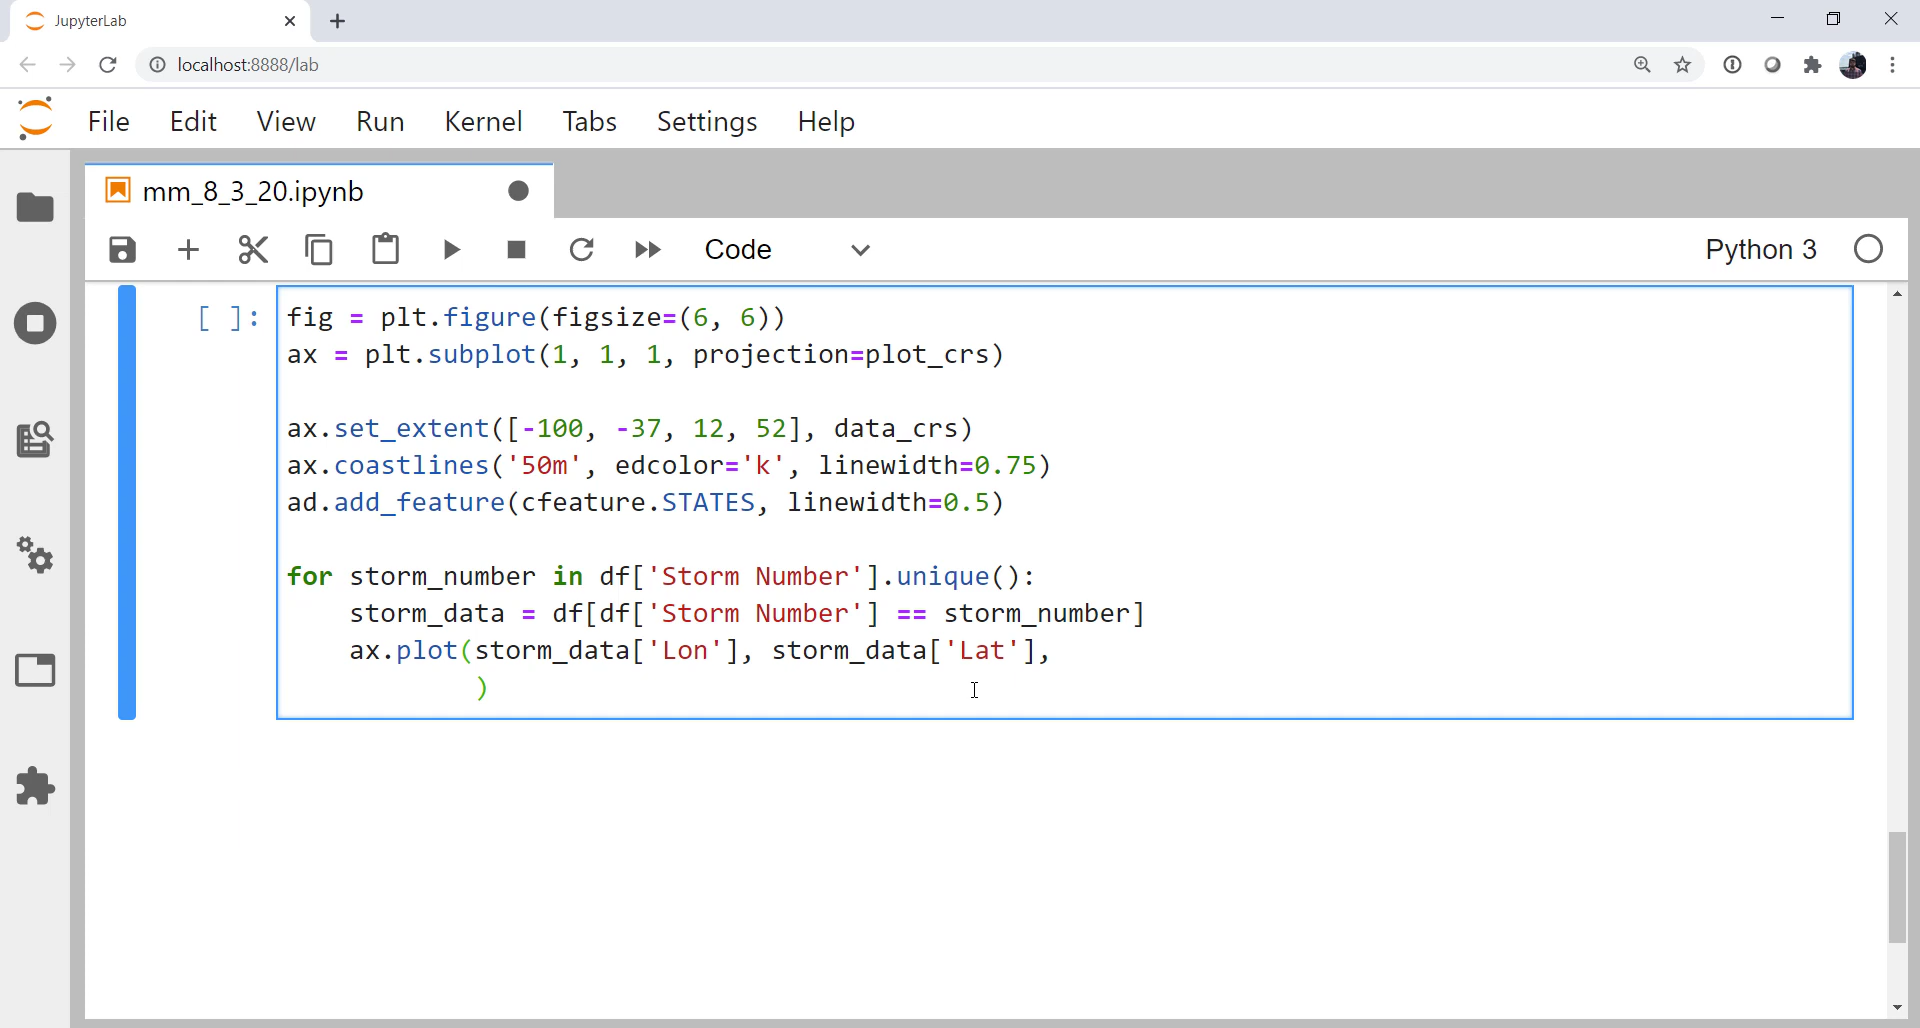 JupyterLab
localhost:8888/lab
File Edit View Run Kernel Tabs Settings Help
mm_8_3_20.ipynb
Code Python 3
[ ]: fig = plt.figure(figsize=(6, 6))
ax = plt.subplot(1, 1, 1, projection=plot_crs)
ax.set_extent([-100, -37, 12, 52], data_crs)
ax.coastlines('50m', edcolor='k', linewidth=0.75)
ad.add_feature(cfeature.STATES, linewidth=0.5)
for storm_number in df['Storm Number'].unique():
    storm_data = df[df['Storm Number'] == storm_number]
    ax.plot(storm_data['Lon'], storm_data['Lat'],
            )